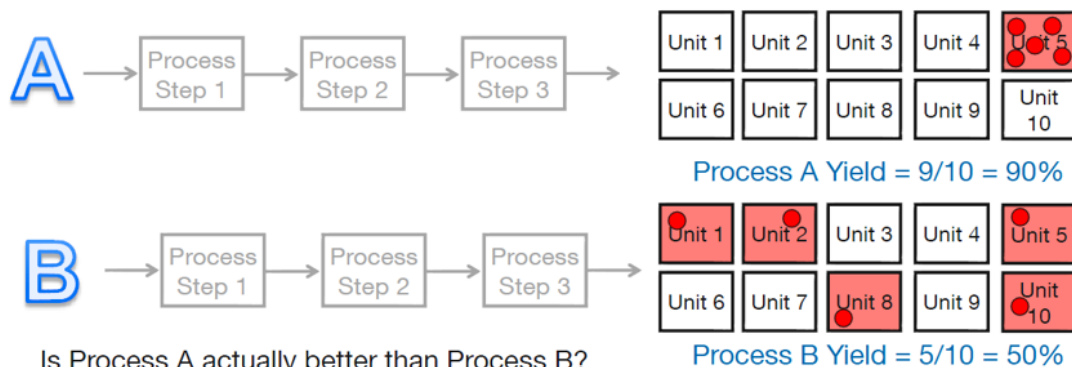 A
Process
Step 1
Process
Step 2
Process
Step 3
Unit 1
Unit 2
Unit 3
Unit 4
Unit 5
Unit 6
Unit 7
Unit 8
Unit 9
Unit
10
Process A Yield = 9/10 = 90%
B
Process
Step 1
Process
Step 2
Process
Step 3
Unit 1
Unit 2
Unit 3
Unit 4
Unit 5
Unit 6
Unit 7
Unit 8
Unit 9
Unit
10
Process B Yield = 5/10 = 50%
Is Process A actually better than Process B?